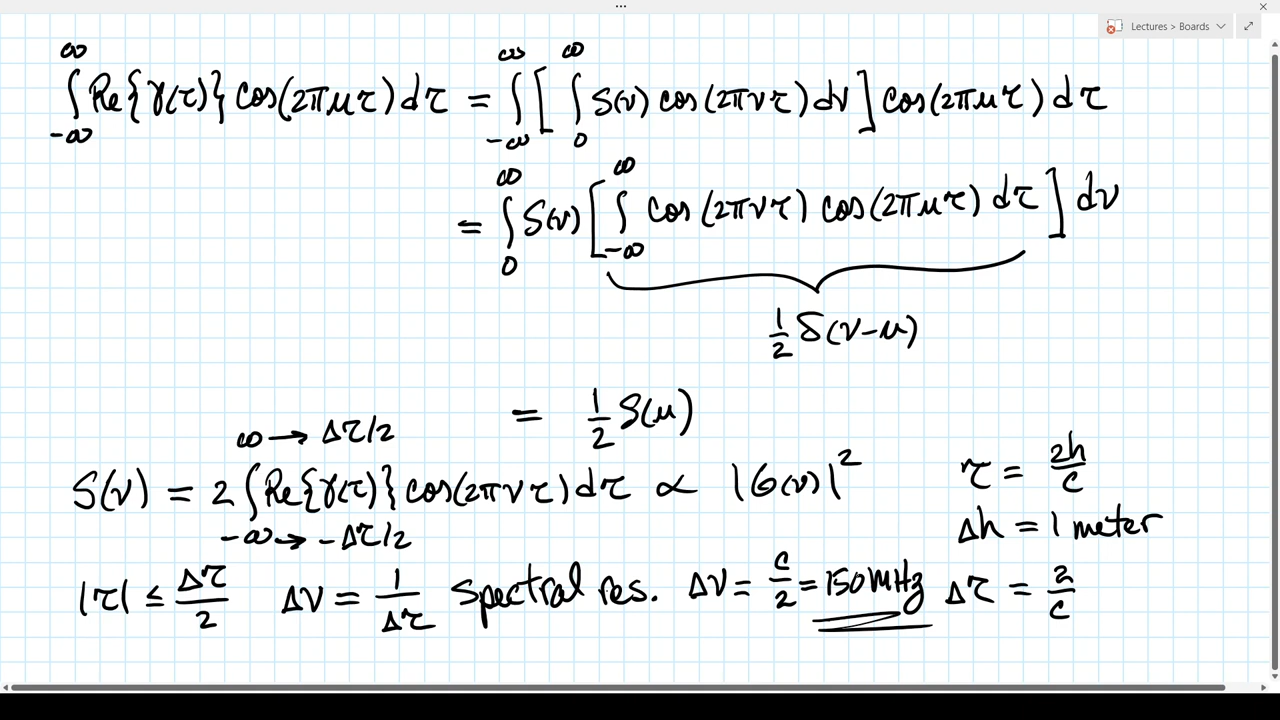 Lectures > Boards
∫_{-∞}^{∞} Re{γ(τ)} cos(2πμτ) dτ = ∫_{-∞}^{∞} [ ∫_{0}^{∞} S(ν) cos(2πντ) dν ] cos(2πμτ) dτ
= ∫_{0}^{∞} S(ν) [ ∫_{-∞}^{∞} cos(2πντ) cos(2πμτ) dτ ] dν
1/2 δ(ν-μ)
= 1/2 S(μ)
∞ → Δτ/2
S(ν) = 2 ∫ Re{γ(τ)} cos(2πντ) dτ ∝ |G(ν)|² τ = 2h/c
-∞ → -Δτ/2 Δh = 1 meter
|τ| ≤ Δτ/2 Δν = 1/Δτ Spectral res. Δν = c/2 = 150 MHz Δτ = 2/c